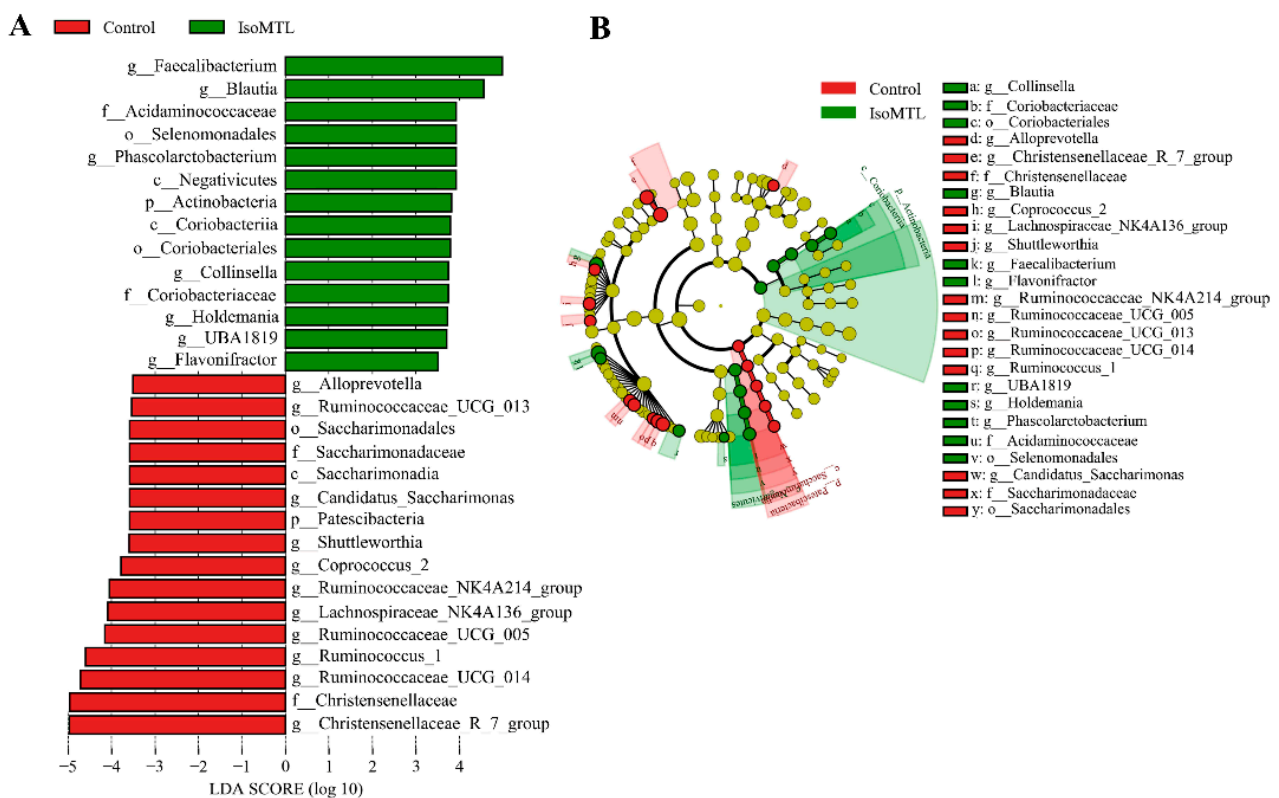 A
Control
IsoMTL
g__Faecalibacterium
g__Blautia
f__Acidaminococcaceae
o__Selenomonadales
g__Phascolarctobacterium
c__Negativicutes
p__Actinobacteria
c__Coriobacteriia
o__Coriobacteriales
g__Collinsella
f__Coriobacteriaceae
g__Holdemania
g__UBA1819
g__Flavonifractor
g__Alloprevotella
g__Ruminococcaceae_UCG_013
o__Saccharimonadales
f__Saccharimonadaceae
c__Saccharimonadia
g__Candidatus_Saccharimonas
p__Patescibacteria
g__Shuttleworthia
g__Coprococcus_2
g__Ruminococcaceae_NK4A214_group
g__Lachnospiraceae_NK4A136_group
g__Ruminococcaceae_UCG_005
g__Ruminococcus_1
g__Ruminococcaceae_UCG_014
f__Christensenellaceae
g__Christensenellaceae_R_7_group
−5 −4 −3 −2 −1 0 1 2 3 4
LDA SCORE (log 10)
B
Control
IsoMTL
d
c__Coriobacteriia
p__Actinobacteria
p__Patescibacteria
a: g__Collinsella
b: f__Coriobacteriaceae
c: o__Coriobacteriales
d: g__Alloprevotella
e: g__Christensenellaceae_R_7_group
f: f__Christensenellaceae
g: g__Blautia
h: g__Coprococcus_2
i: g__Lachnospiraceae_NK4A136_group
j: g__Shuttleworthia
k: g__Faecalibacterium
l: g__Flavonifractor
m: g__Ruminococcaceae_NK4A214_group
n: g__Ruminococcaceae_UCG_005
o: g__Ruminococcaceae_UCG_013
p: g__Ruminococcaceae_UCG_014
q: g__Ruminococcus_1
r: g__UBA1819
s: g__Holdemania
t: g__Phascolarctobacterium
u: f__Acidaminococcaceae
v: o__Selenomonadales
w: g__Candidatus_Saccharimonas
x: f__Saccharimonadaceae
y: o__Saccharimonadales